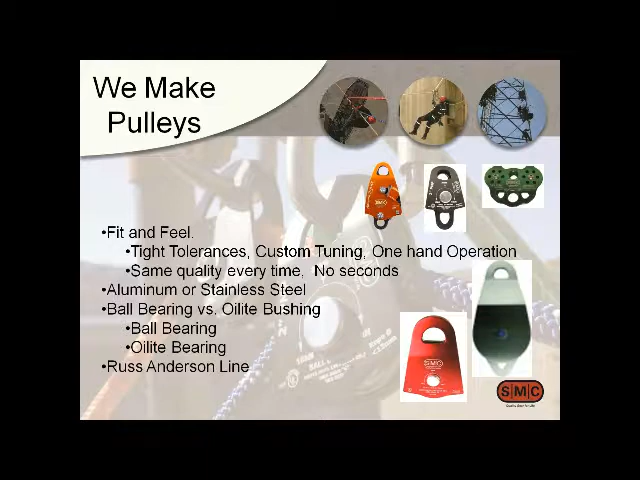 We Make
Pulleys
•Fit and Feel.
•Tight Tolerances, Custom Tuning, One hand Operation
•Same quality every time, No seconds
•Aluminum or Stainless Steel
•Ball Bearing vs. Oilite Bushing
•Ball Bearing
•Oilite Bearing
•Russ Anderson Line
SMC
SMC